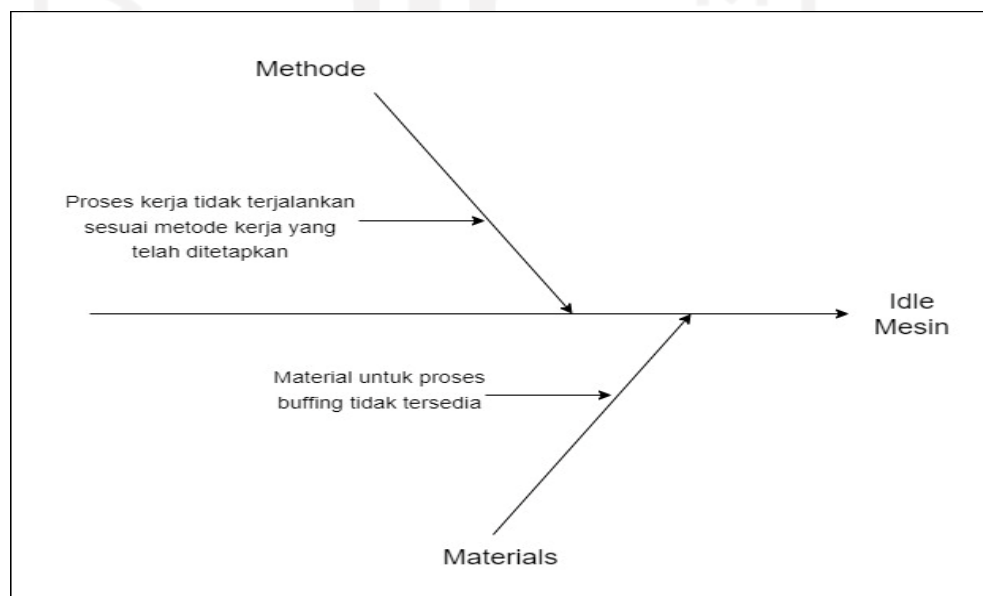 Methode
Proses kerja tidak terjalankan
sesuai metode kerja yang
telah ditetapkan
Idle
Mesin
Material untuk proses
buffing tidak tersedia
Materials